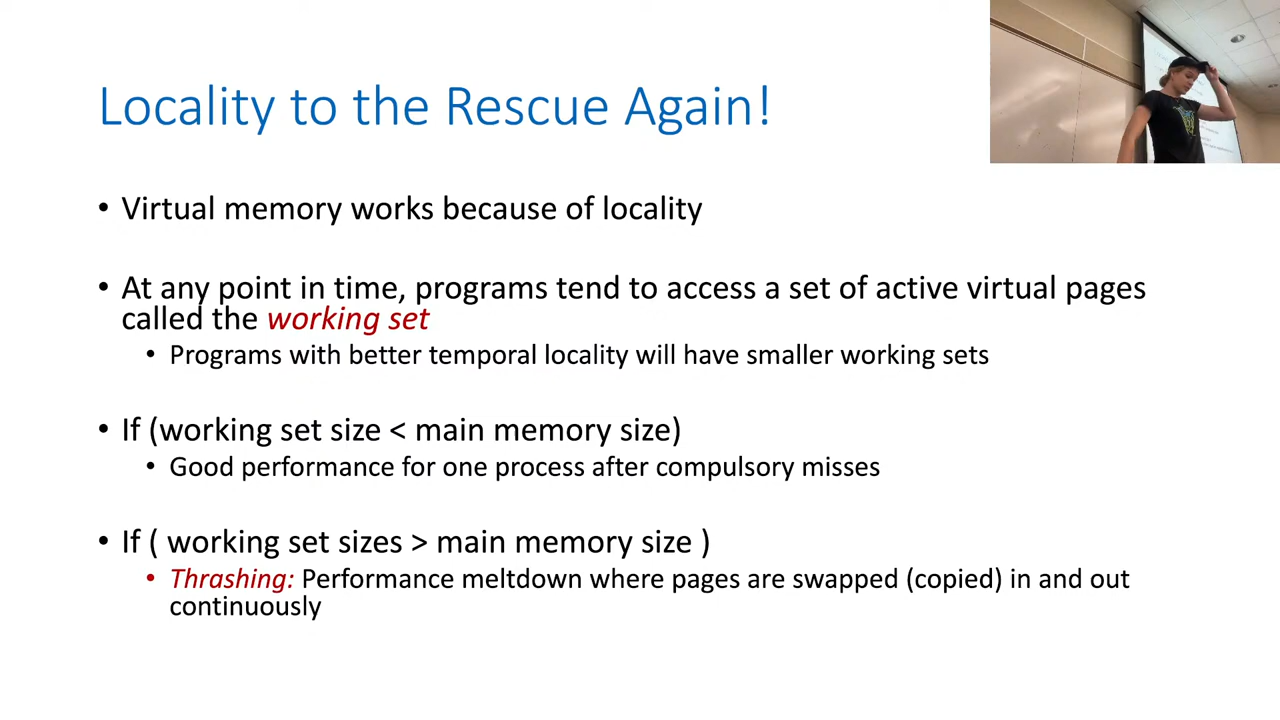 Locality to the Rescue Again!
• Virtual memory works because of locality
• At any point in time, programs tend to access a set of active virtual pages
called the working set
• Programs with better temporal locality will have smaller working sets
• If (working set size < main memory size)
• Good performance for one process after compulsory misses
• If ( working set sizes > main memory size )
• Thrashing: Performance meltdown where pages are swapped (copied) in and out
continuously